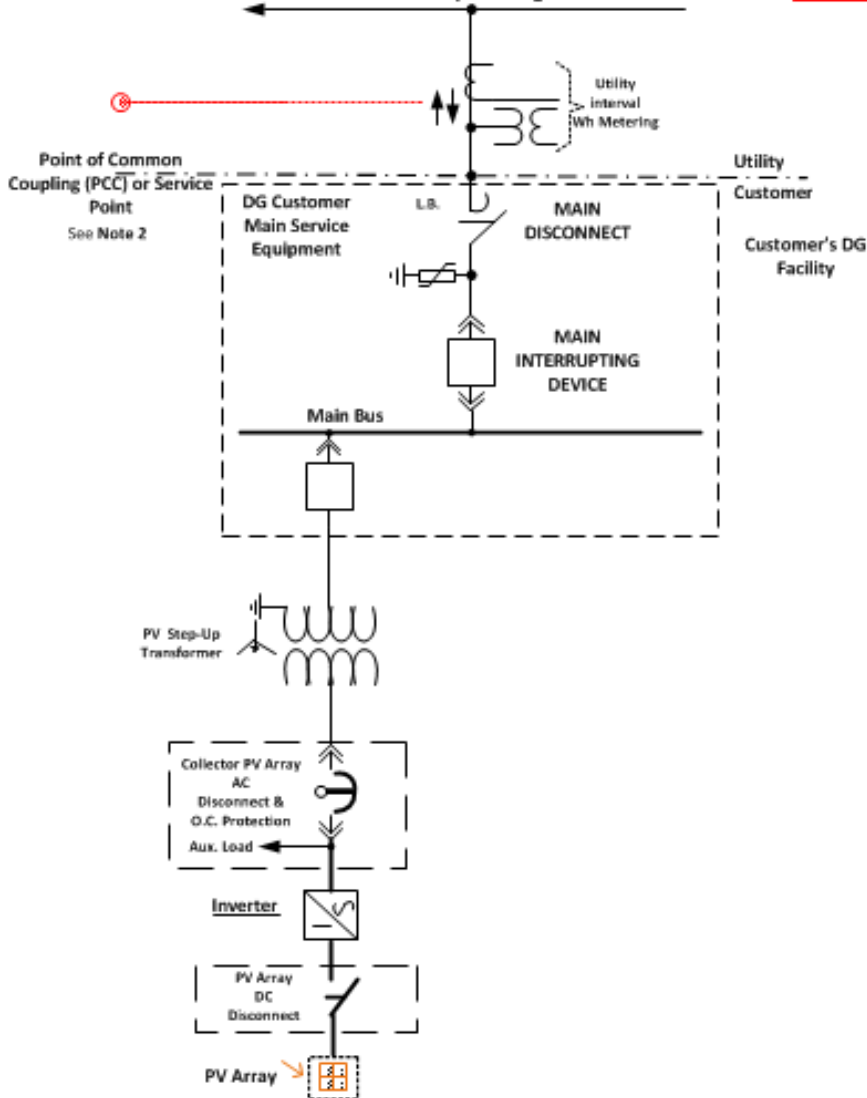 Utility
interval
Wh Metering
Point of Common
Coupling (PCC) or Service
Point
See Note 2
Utility
Customer
DG Customer
Main Service
Equipment
L.B.
MAIN
DISCONNECT
Customer's DG
Facility
MAIN
INTERRUPTING
DEVICE
Main Bus
PV Step-Up
Transformer
Collector PV Array
AC
Disconnect &
O.C. Protection
Aux. Load
Inverter
PV Array
DC
Disconnect
PV Array